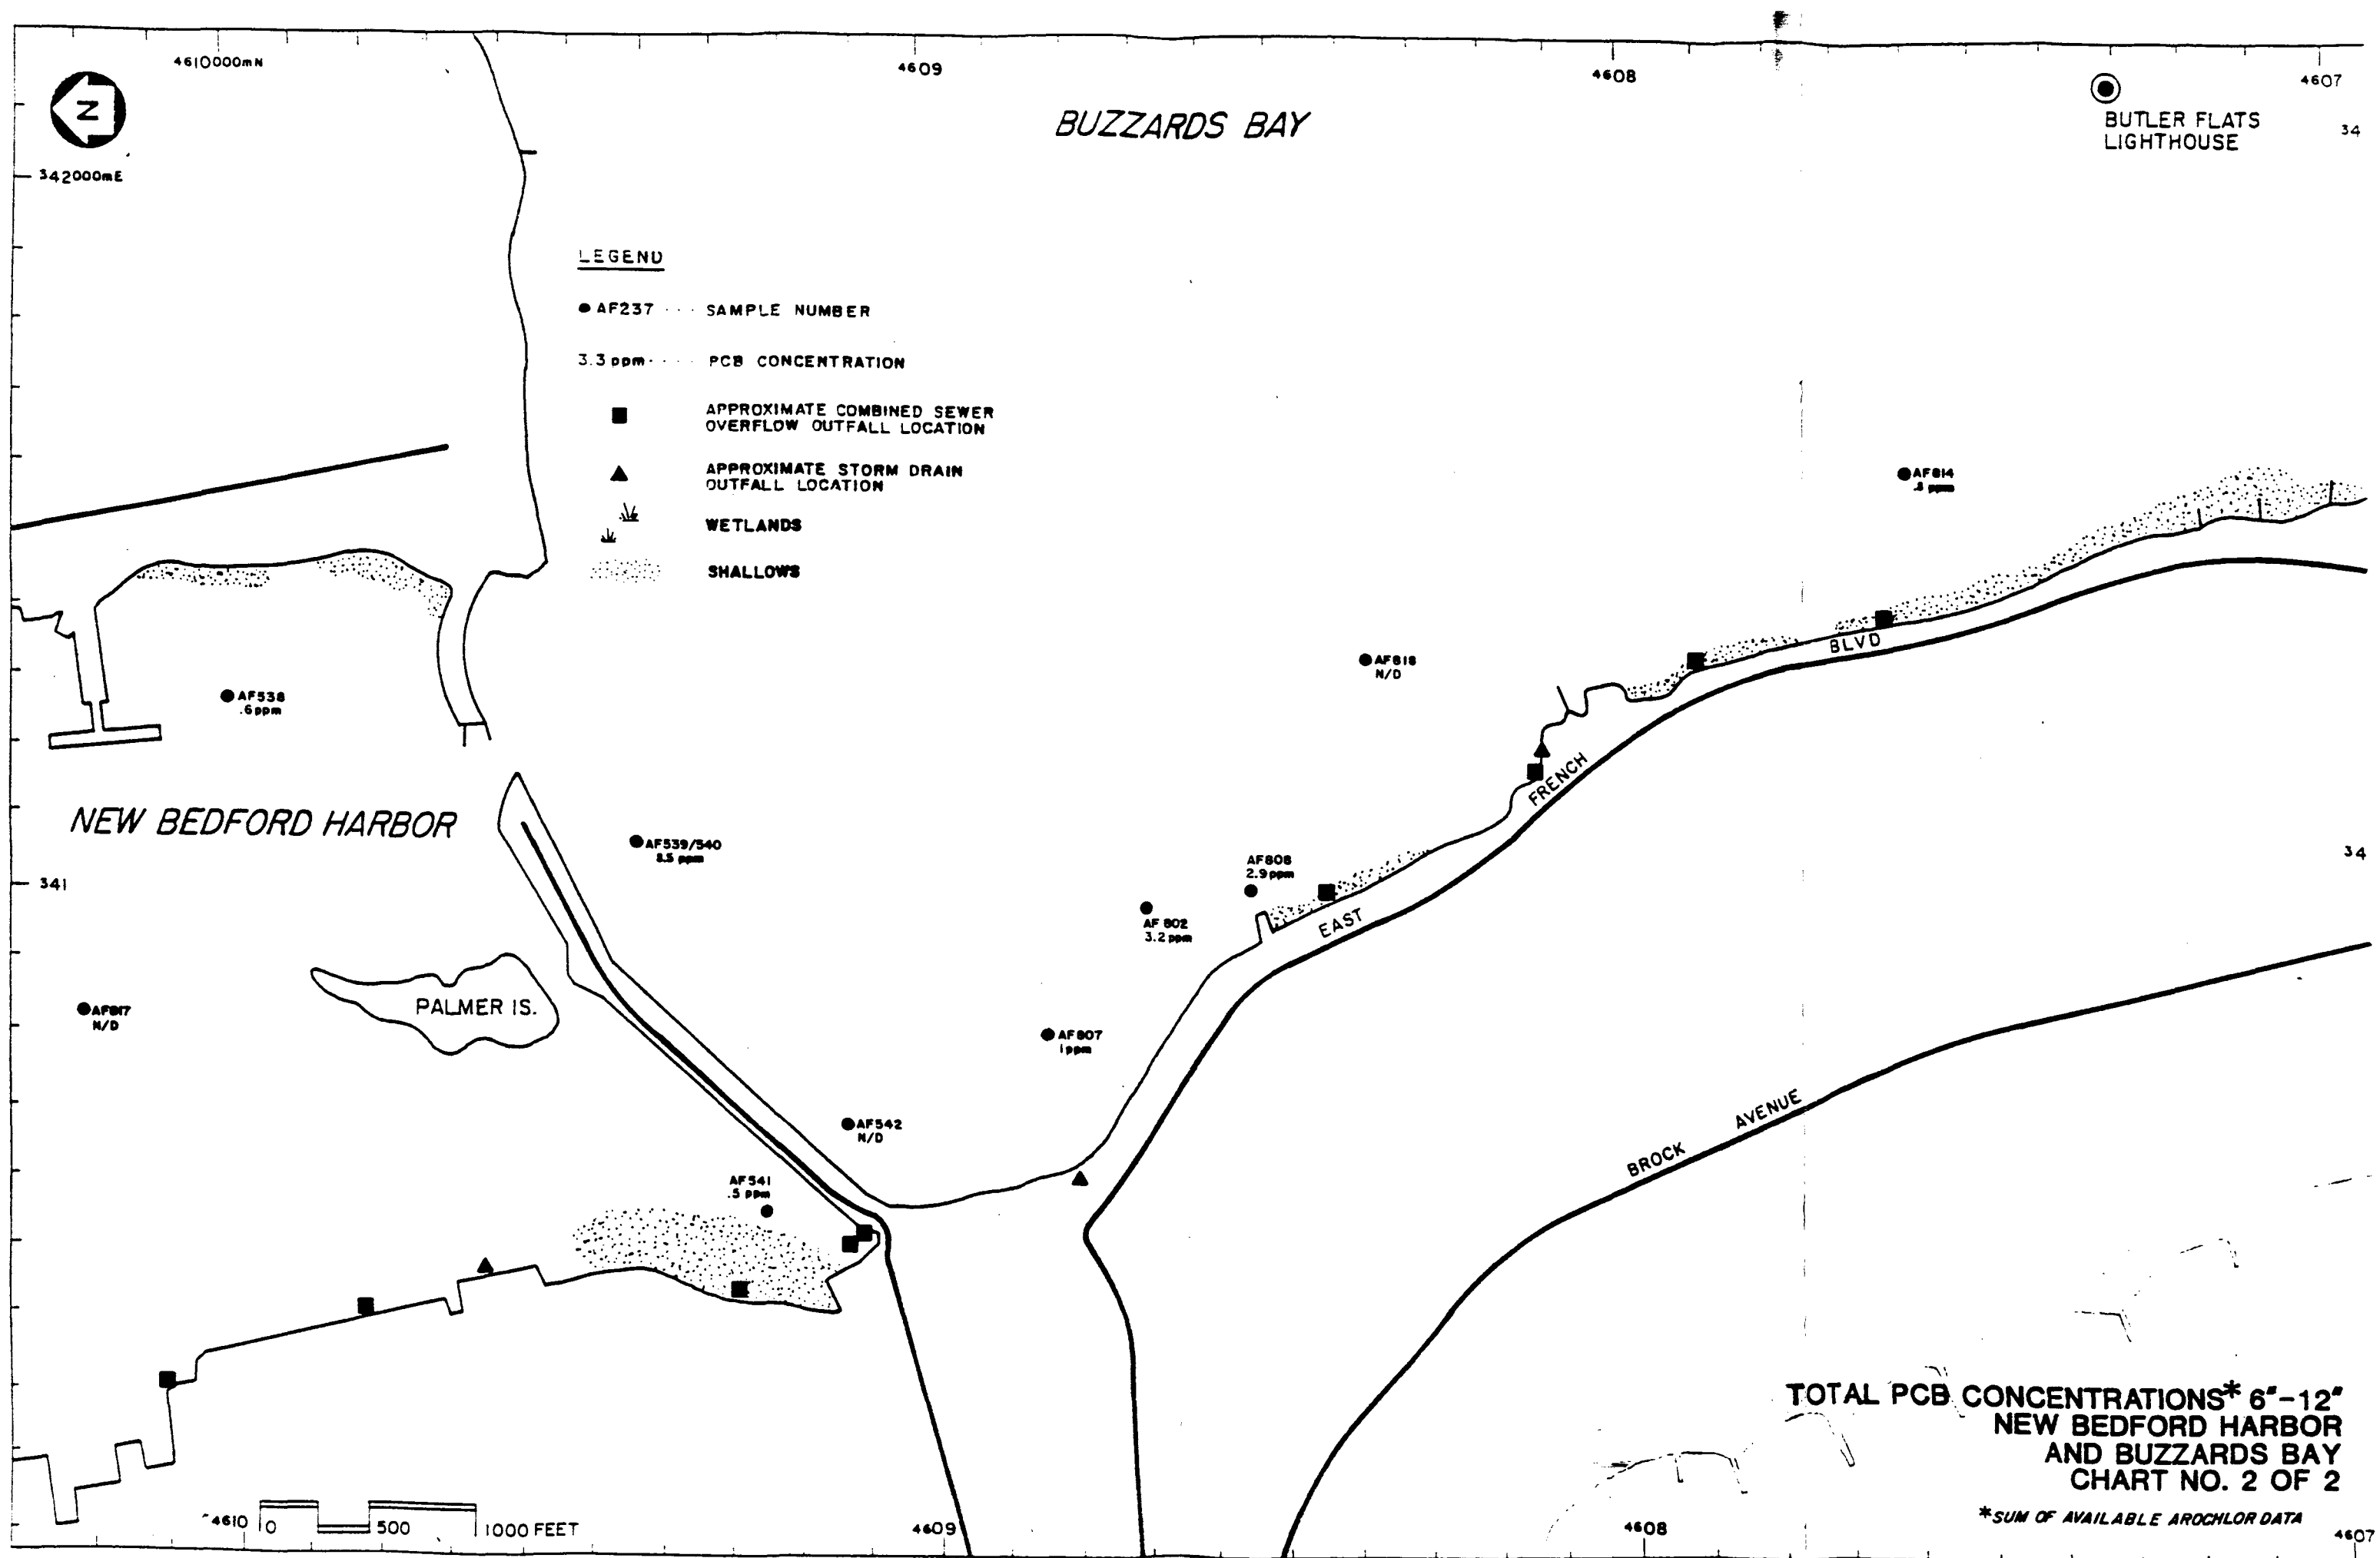 4610000mN
4609
4608
4607
N
BUZZARDS BAY
BUTLER FLATS
LIGHTHOUSE
34
342000mE
LEGEND
AF237 ···· SAMPLE NUMBER
3.3 ppm ····· PCB CONCENTRATION
APPROXIMATE COMBINED SEWER
OVERFLOW OUTFALL LOCATION
APPROXIMATE STORM DRAIN
OUTFALL LOCATION
WETLANDS
SHALLOWS
AF814
BLVD
AF818
N/D
AF538
.6ppm
FRENCH
NEW BEDFORD HARBOR
AF539/540
ppm
34
341
AF808
2.9ppm
AF 802
3.2ppm
EAST
PALMER IS.
AF817
N/D
AF807
1ppm
AF542
N/D
AVENUE
BROCK
AF541
.5 ppm
TOTAL PCB CONCENTRATIONS* 6"-12"
NEW BEDFORD HARBOR
AND BUZZARDS BAY
CHART NO. 2 OF 2
*SUM OF AVAILABLE AROCHLOR DATA
4610
0 500 1000 FEET
4609
4608
4607